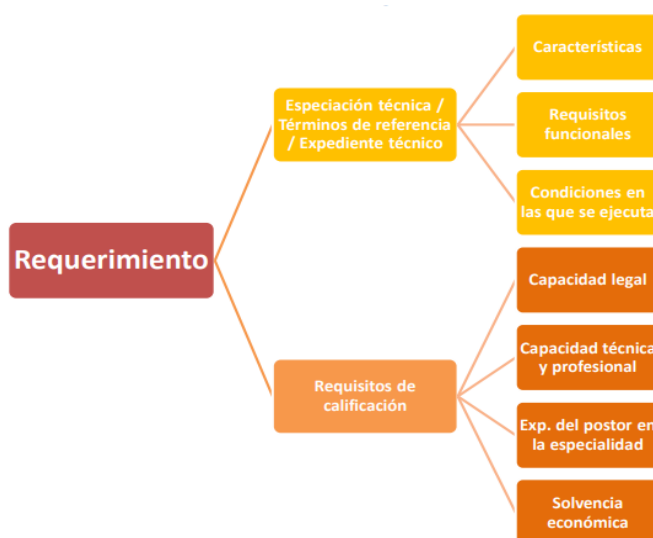 Requerimiento
Especiación técnica /
Términos de referencia
/ Expediente técnico
Características
Requisitos
funcionales
Condiciones en
las que se ejecuta
Requisitos de
calificación
Capacidad legal
Capacidad técnica
y profesional
Exp. del postor en
la especialidad
Solvencia
económica